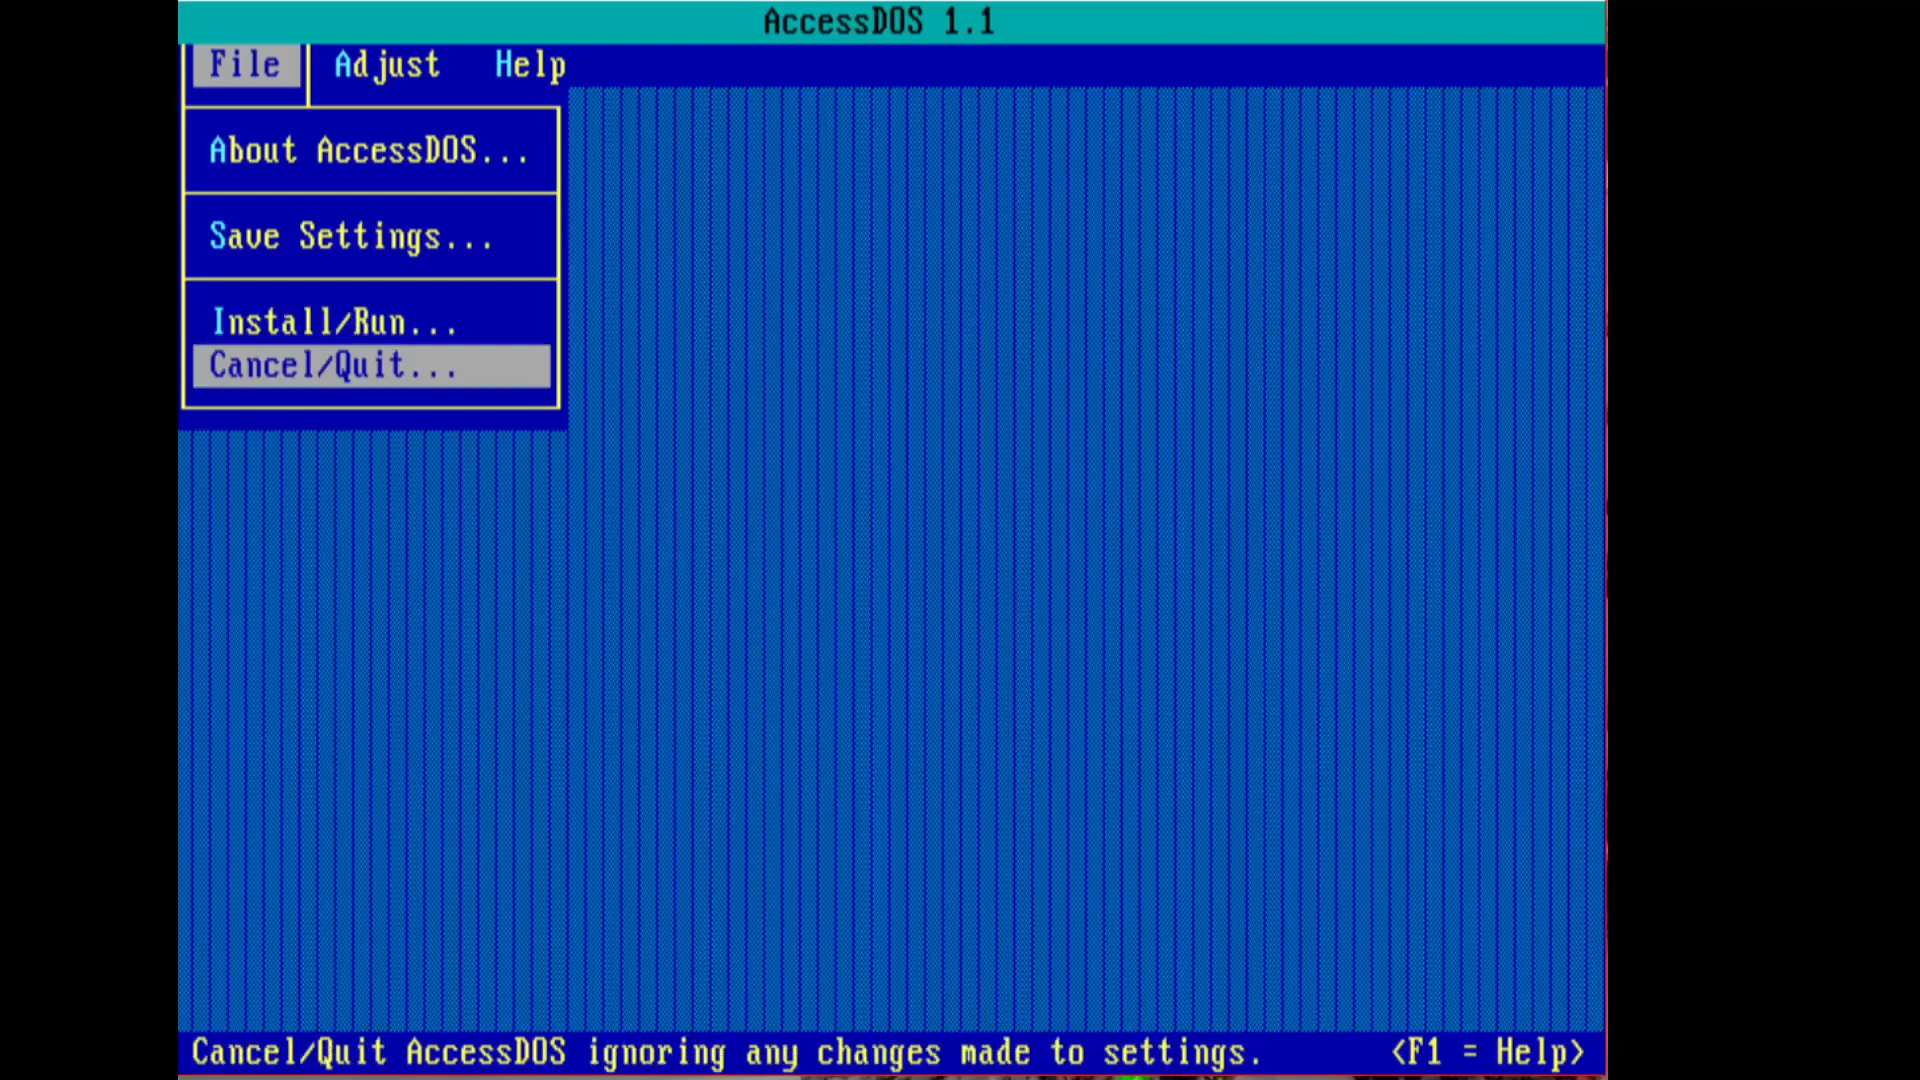 AccessDOS 1.1
File Adjust Help
About AccessDOS...
Save Settings...
Install/Run...
Cancel/Quit...
Cancel/Quit AccessDOS ignoring any changes made to settings. <F1 = Help>